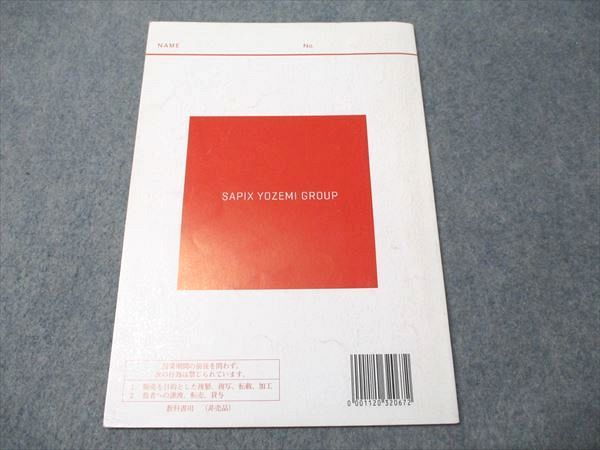 NAME No.
SAPIX YOZEMI GROUP
授業期間の前後を問わず、
次の行為は禁じられています。
1. 販売を目的とした複製、複写、転載、加工
2. 他者への譲渡、転売、貸与
教科書用 (非売品)
0 001120 320672